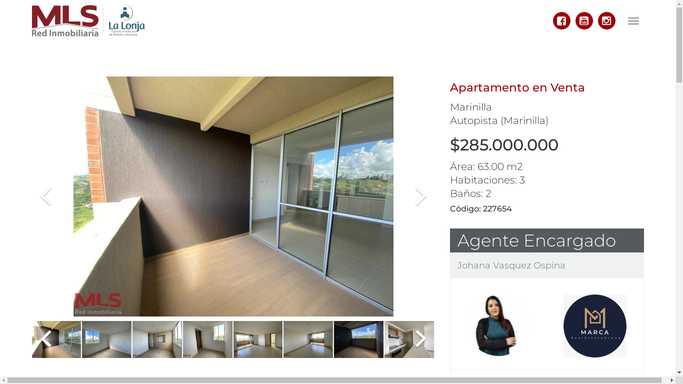 MLS
Red Inmobiliaria
La Lonja
Apartamento en Venta
Marinilla
Autopista (Marinilla)
$285.000.000
Área: 63.00 m2
Habitaciones: 3
Baños: 2
Código: 227654
Agente Encargado
Johana Vasquez Ospina
MLS
Red Inmobiliaria
MARCA